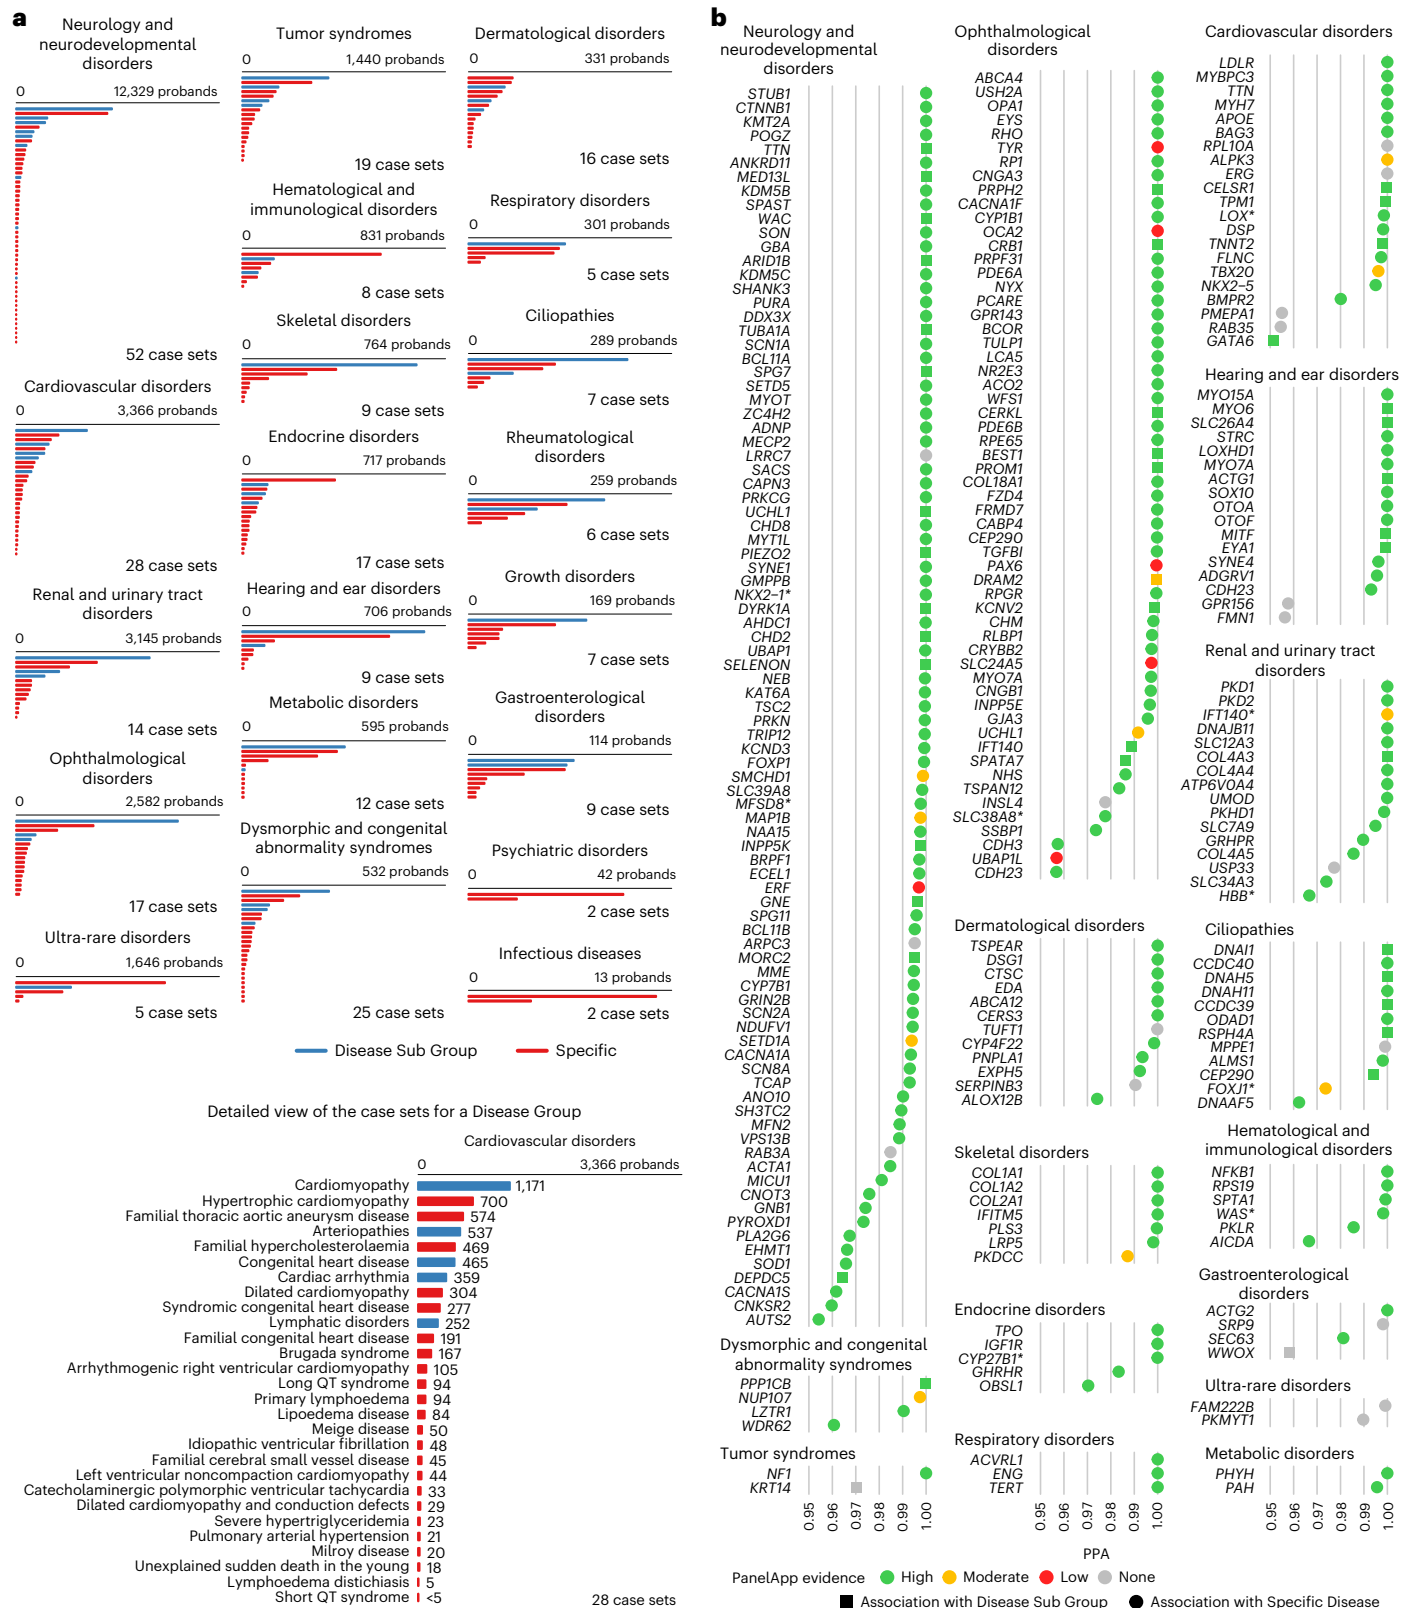 a
Neurology and
neurodevelopmental
disorders
0
12,329 probands
52 case sets
Cardiovascular disorders
0
3,366 probands
28 case sets
Renal and urinary tract
disorders
0
3,145 probands
14 case sets
Ophthalmological
disorders
0
2,582 probands
17 case sets
Ultra-rare disorders
0
1,646 probands
5 case sets
Tumor syndromes
0
1,440 probands
19 case sets
Hematological and
immunological disorders
0
831 probands
8 case sets
Skeletal disorders
0
764 probands
9 case sets
Endocrine disorders
0
717 probands
17 case sets
Hearing and ear disorders
0
706 probands
9 case sets
Metabolic disorders
0
595 probands
12 case sets
Dysmorphic and congenital
abnormality syndromes
0
532 probands
25 case sets
Dermatological disorders
0
331 probands
16 case sets
Respiratory disorders
0
301 probands
5 case sets
Ciliopathies
0
289 probands
7 case sets
Rheumatological
disorders
0
259 probands
6 case sets
Growth disorders
0
169 probands
7 case sets
Gastroenterological
disorders
0
114 probands
9 case sets
Psychiatric disorders
0
42 probands
2 case sets
Infectious diseases
0
13 probands
2 case sets
Disease Sub Group
Specific
Detailed view of the case sets for a Disease Group
Cardiovascular disorders
0
3,366 probands
Cardiomyopathy 1,171
Hypertrophic cardiomyopathy 700
Familial thoracic aortic aneurysm disease 574
Arteriopathies 537
Familial hypercholesterolaemia 469
Congenital heart disease 465
Cardiac arrhythmia 359
Dilated cardiomyopathy 304
Syndromic congenital heart disease 277
Lymphatic disorders 252
Familial congenital heart disease 191
Brugada syndrome 167
Arrhythmogenic right ventricular cardiomyopathy 105
Long QT syndrome 94
Primary lymphoedema 94
Lipoedema disease 84
Meige disease 50
Idiopathic ventricular fibrillation 48
Familial cerebral small vessel disease 45
Left ventricular noncompaction cardiomyopathy 44
Catecholaminergic polymorphic ventricular tachycardia 33
Dilated cardiomyopathy and conduction defects 29
Severe hypertriglyceridemia 23
Pulmonary arterial hypertension 21
Milroy disease 20
Unexplained sudden death in the young 18
Lymphoedema distichiasis 5
Short QT syndrome <5
28 case sets
b
Neurology and
neurodevelopmental
disorders
STUB1
CTNNB1
KMT2A
POGZ
TTN
ANKRD11
MED13L
KDM5B
SPAST
WAC
SON
GBA
ARID1B
KDM5C
SHANK3
PURA
DDX3X
TUBA1A
SCN1A
BCL11A
SPG7
SETD5
MYOT
ZC4H2
ADNP
MECP2
LRRC7
SACS
CAPN3
PRKCG
UCHL1
CHD8
MYT1L
PIEZO2
SYNE1
GMPPB
NKX2–1*
DYRK1A
AHDC1
CHD2
UBAP1
SELENON
NEB
KAT6A
TSC2
PRKN
TRIP12
KCND3
FOXP1
SMCHD1
SLC39A8
MFSD8*
MAP1B
NAA15
INPP5K
BRPF1
ECEL1
ERF
GNE
SPG11
BCL11B
ARPC3
MORC2
MME
CYP7B1
GRIN2B
SCN2A
NDUFV1
SETD1A
CACNA1A
SCN8A
TCAP
ANO10
SH3TC2
MFN2
VPS13B
RAB3A
ACTA1
MICU1
CNOT3
GNB1
PYROXD1
PLA2G6
EHMT1
SOD1
DEPDC5
CACNA1S
CNKSR2
AUTS2
Dysmorphic and congenital
abnormality syndromes
PPP1CB
NUP107
LZTR1
WDR62
Tumor syndromes
NF1
KRT14
0.95 0.96 0.97 0.98 0.99 1.00
Ophthalmological
disorders
ABCA4
USH2A
OPA1
EYS
RHO
TYR
RP1
CNGA3
PRPH2
CACNA1F
CYP1B1
OCA2
CRB1
PRPF31
PDE6A
NYX
PCARE
GPR143
BCOR
TULP1
LCA5
NR2E3
ACO2
WFS1
CERKL
PDE6B
RPE65
BEST1
PROM1
COL18A1
FZD4
FRMD7
CABP4
CEP290
TGFBI
PAX6
DRAM2
RPGR
KCNV2
CHM
RLBP1
CRYBB2
SLC24A5
MYO7A
CNGB1
INPP5E
GJA3
UCHL1
IFT140
SPATA7
NHS
TSPAN12
INSL4
SLC38A8*
SSBP1
CDH3
UBAP1L
CDH23
Dermatological disorders
TSPEAR
DSG1
CTSC
EDA
ABCA12
CERS3
TUFT1
CYP4F22
PNPLA1
EXPH5
SERPINB3
ALOX12B
Skeletal disorders
COL1A1
COL1A2
COL2A1
IFITM5
PLS3
LRP5
PKDCC
Endocrine disorders
TPO
IGF1R
CYP27B1*
GHRHR
OBSL1
Respiratory disorders
ACVRL1
ENG
TERT
0.95 0.96 0.97 0.98 0.99 1.00
Cardiovascular disorders
LDLR
MYBPC3
TTN
MYH7
APOE
BAG3
RPL10A
ALPK3
ERG
CELSR1
TPM1
LOX*
DSP
TNNT2
FLNC
TBX20
NKX2–5
BMPR2
PMEPA1
RAB35
GATA6
Hearing and ear disorders
MYO15A
MYO6
SLC26A4
STRC
LOXHD1
MYO7A
ACTG1
SOX10
OTOA
OTOF
MITF
EYA1
SYNE4
ADGRV1
CDH23
GPR156
FMN1
Renal and urinary tract
disorders
PKD1
PKD2
IFT140*
DNAJB11
SLC12A3
COL4A3
COL4A4
ATP6V0A4
UMOD
PKHD1
SLC7A9
GRHPR
COL4A5
USP33
SLC34A3
HBB*
Ciliopathies
DNAI1
CCDC40
DNAH5
DNAH11
CCDC39
ODAD1
RSPH4A
MPPE1
ALMS1
CEP290
FOXJ1*
DNAAF5
Hematological and
immunological disorders
NFKB1
RPS19
SPTA1
WAS*
PKLR
AICDA
Gastroenterological
disorders
ACTG2
SRP9
SEC63
WWOX
Ultra-rare disorders
FAM222B
PKMYT1
Metabolic disorders
PHYH
PAH
0.95 0.96 0.97 0.98 0.99 1.00
PPA
PanelApp evidence High Moderate Low None
Association with Disease Sub Group Association with Specific Disease